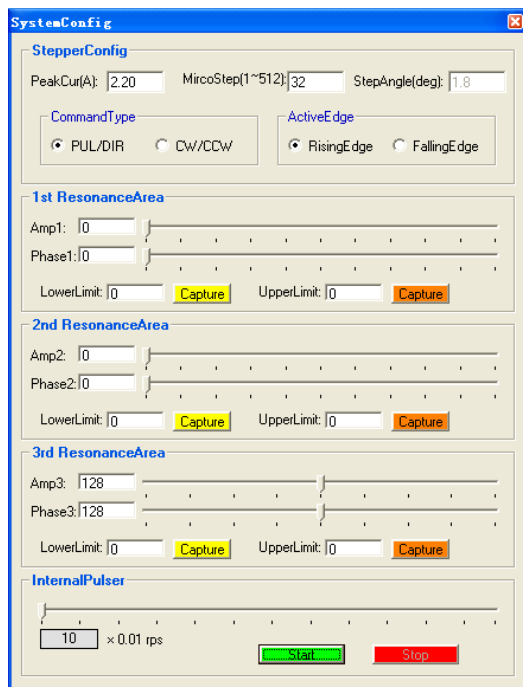 SystemConfig
StepperConfig
PeakCur(A): 2.20 MircoStep(1~512): 32 StepAngle(deg): 1.8
CommandType ActiveEdge
PUL/DIR CW/CCW RisingEdge FallingEdge
1st ResonanceArea
Amp1: 0
Phase1: 0
LowerLimit: 0 Capture UpperLimit: 0 Capture
2nd ResonanceArea
Amp2: 0
Phase2: 0
LowerLimit: 0 Capture UpperLimit: 0 Capture
3rd ResonanceArea
Amp3: 128
Phase3: 128
LowerLimit: 0 Capture UpperLimit: 0 Capture
InternalPulser
10 × 0.01 rps
Start Stop